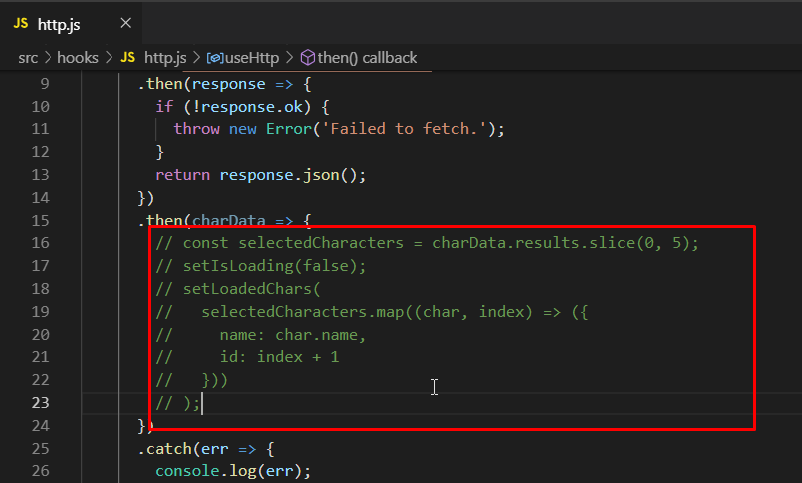 JS http.js ×
src > hooks > JS http.js > useHttp > then() callback
9 .then(response => {
10 if (!response.ok) {
11 throw new Error('Failed to fetch.');
12 }
13 return response.json();
14 })
15 .then(charData => {
16 // const selectedCharacters = charData.results.slice(0, 5);
17 // setIsLoading(false);
18 // setLoadedChars(
19 //   selectedCharacters.map((char, index) => ({
20 //     name: char.name,
21 //     id: index + 1
22 //   }))
23 // );
24 })
25 .catch(err => {
26 console.log(err);